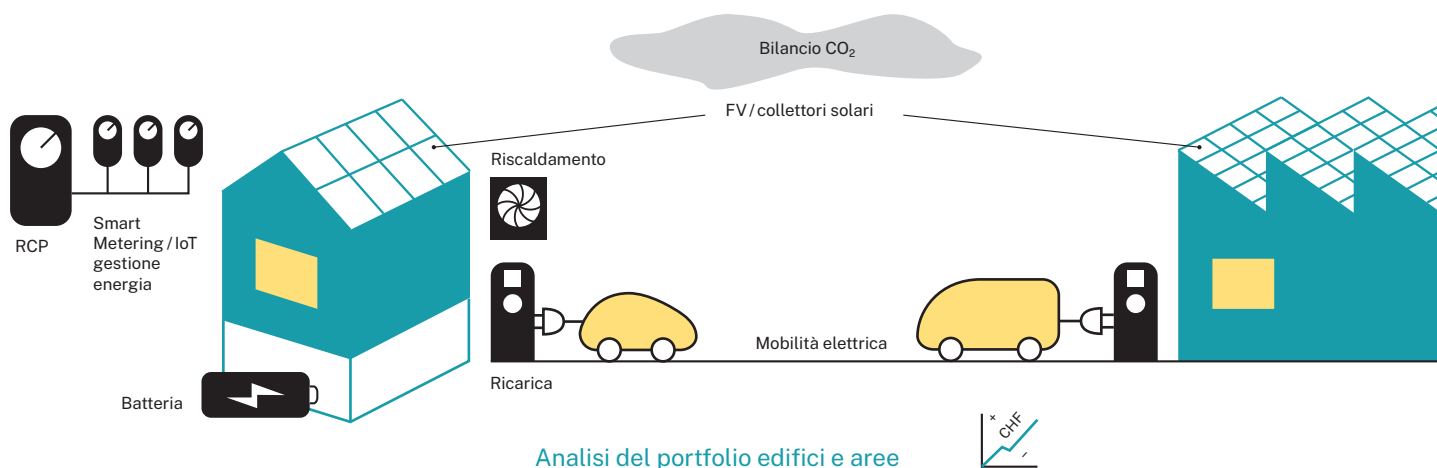 Bilancio CO₂
FV/collettori solari
Riscaldamento
RCP
Smart
Metering/IoT
gestione
energia
Mobilità elettrica
Ricarica
Batteria
+
CHF
−
Analisi del portfolio edifici e aree